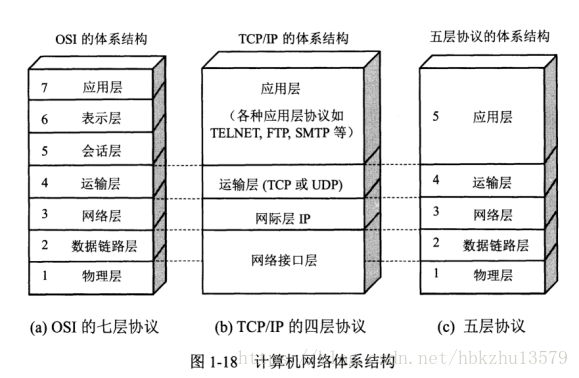 OSI 的体系结构
TCP/IP 的体系结构
五层协议的体系结构
7 应用层
6 表示层
5 会话层
4 运输层
3 网络层
2 数据链路层
1 物理层
应用层
(各种应用层协议如
TELNET, FTP, SMTP 等)
运输层 (TCP 或 UDP)
网际层 IP
网络接口层
5 应用层
4 运输层
3 网络层
2 数据链路层
1 物理层
(a) OSI 的七层协议
(b) TCP/IP 的四层协议
(c) 五层协议
图 1-18 计算机网络体系结构
dn.net/hbkzhu13579